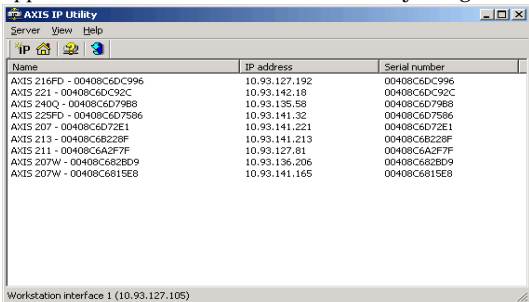 AXIS IP Utility
Server View Help
IP
Name IP address Serial number
AXIS 216FD - 00408C6DC996 10.93.127.192 00408C6DC996
AXIS 221 - 00408C6DC92C 10.93.142.18 00408C6DC92C
AXIS 240Q - 00408C6D79B8 10.93.135.58 00408C6D79B8
AXIS 225FD - 00408C6D7586 10.93.141.32 00408C6D7586
AXIS 207 - 00408C6D72E1 10.93.141.221 00408C6D72E1
AXIS 213 - 00408C6B228F 10.93.141.213 00408C6B228F
AXIS 211 - 00408C6A2F7F 10.93.127.81 00408C6A2F7F
AXIS 207W - 00408C682BD9 10.93.136.206 00408C682BD9
AXIS 207W - 00408C6815E8 10.93.141.165 00408C6815E8
Workstation interface 1 (10.93.127.105)